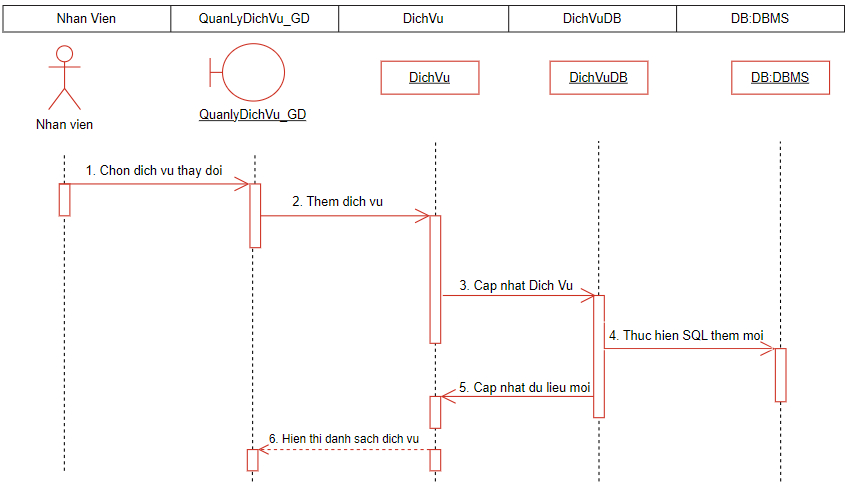 Nhan Vien
QuanLyDichVu_GD
DichVu
DichVuDB
DB:DBMS
Nhan vien
QuanlyDichVu_GD
DichVu
DichVuDB
DB:DBMS
1. Chon dich vu thay doi
2. Them dich vu
3. Cap nhat Dich Vu
4. Thuc hien SQL them moi
5. Cap nhat du lieu moi
6. Hien thi danh sach dich vu